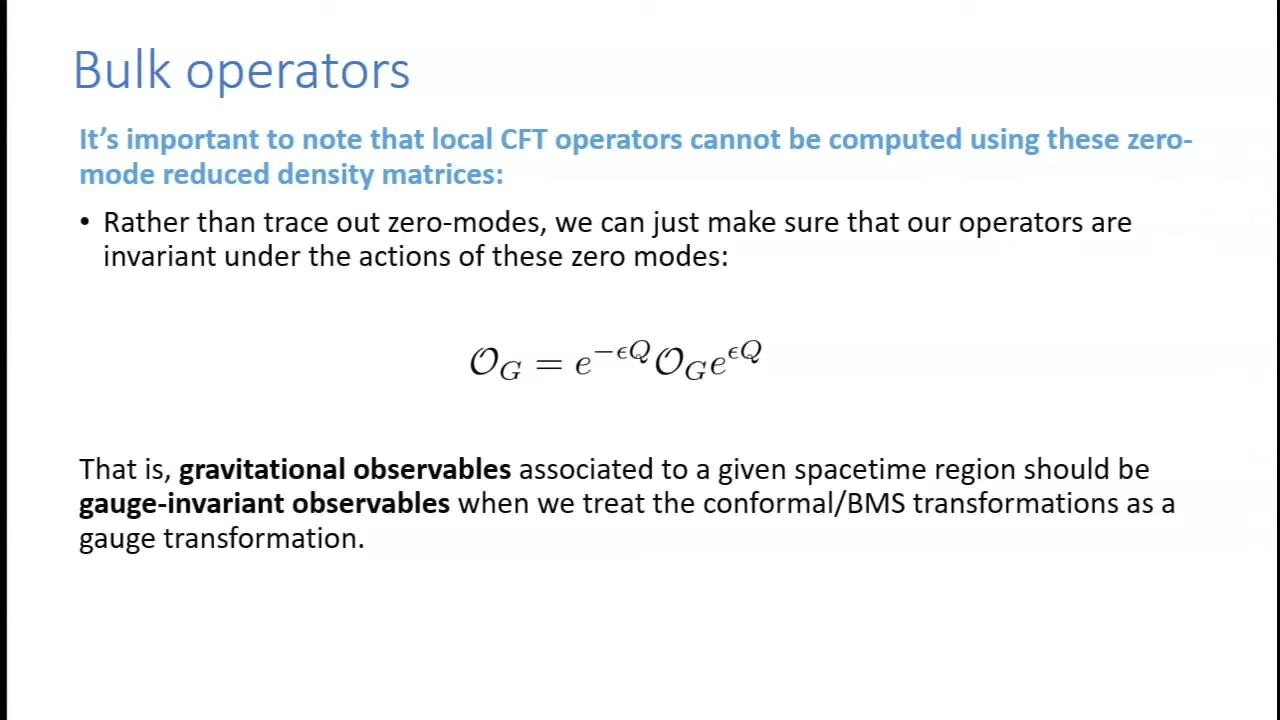 Bulk operators
It’s important to note that local CFT operators cannot be computed using these zero-
mode reduced density matrices:
• Rather than trace out zero-modes, we can just make sure that our operators are
invariant under the actions of these zero modes:
𝒪_G = e^{−ϵQ} 𝒪_G e^{ϵQ}
That is, gravitational observables associated to a given spacetime region should be
gauge-invariant observables when we treat the conformal/BMS transformations as a
gauge transformation.